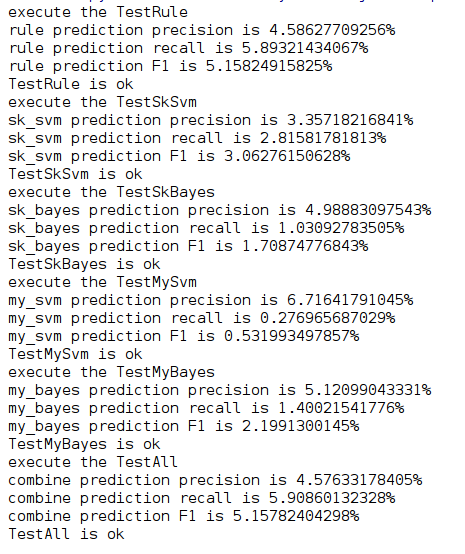 execute the TestRule
rule prediction precision is 4.58627709256%
rule prediction recall is 5.89321434067%
rule prediction F1 is 5.15824915825%
TestRule is ok
execute the TestSkSvm
sk_svm prediction precision is 3.35718216841%
sk_svm prediction recall is 2.81581781813%
sk_svm prediction F1 is 3.06276150628%
TestSkSvm is ok
execute the TestSkBayes
sk_bayes prediction precision is 4.98883097543%
sk_bayes prediction recall is 1.03092783505%
sk_bayes prediction F1 is 1.70874776843%
TestSkBayes is ok
execute the TestMySvm
my_svm prediction precision is 6.71641791045%
my_svm prediction recall is 0.276965687029%
my_svm prediction F1 is 0.531993497857%
TestMySvm is ok
execute the TestMyBayes
my_bayes prediction precision is 5.12099043331%
my_bayes prediction recall is 1.40021541776%
my_bayes prediction F1 is 2.1991300145%
TestMyBayes is ok
execute the TestAll
combine prediction precision is 4.57633178405%
combine prediction recall is 5.90860132328%
combine prediction F1 is 5.15782404298%
TestAll is ok